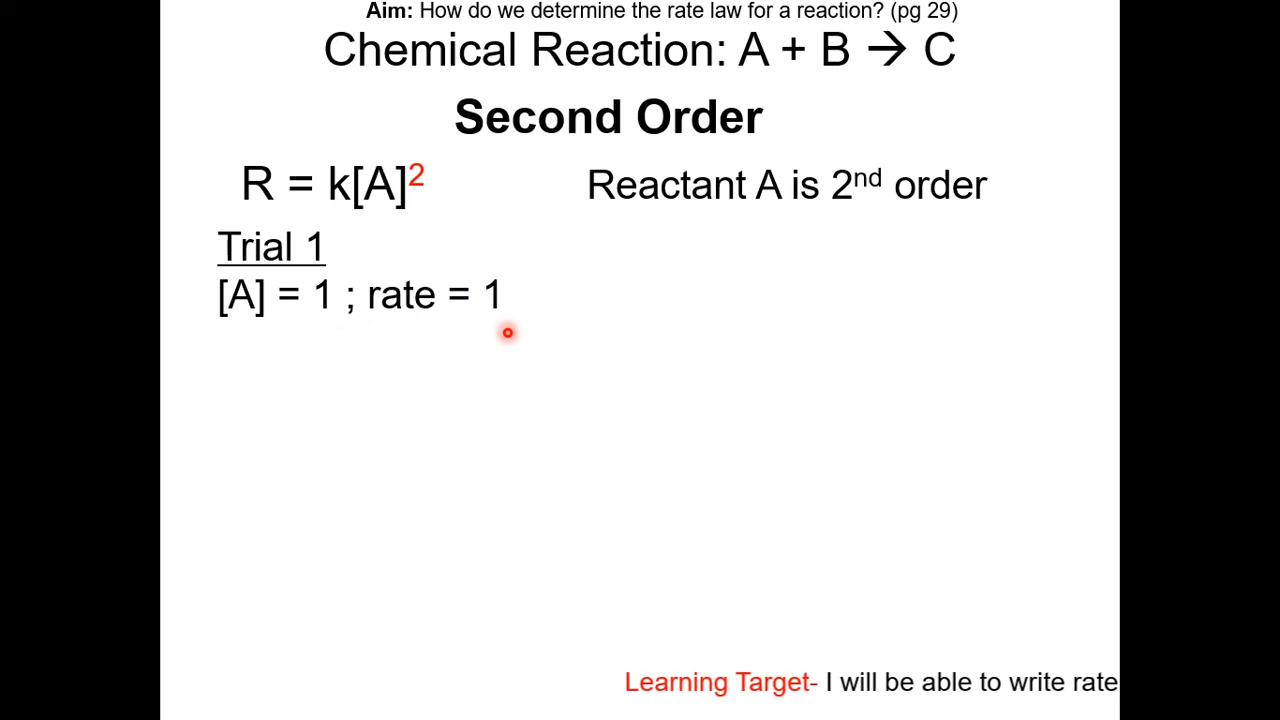 Aim: How do we determine the rate law for a reaction? (pg 29)
Chemical Reaction: A + B → C
Second Order
R = k[A]²
Reactant A is 2ⁿᵈ order
Trial 1
[A] = 1 ; rate = 1
Learning Target- I will be able to write rate